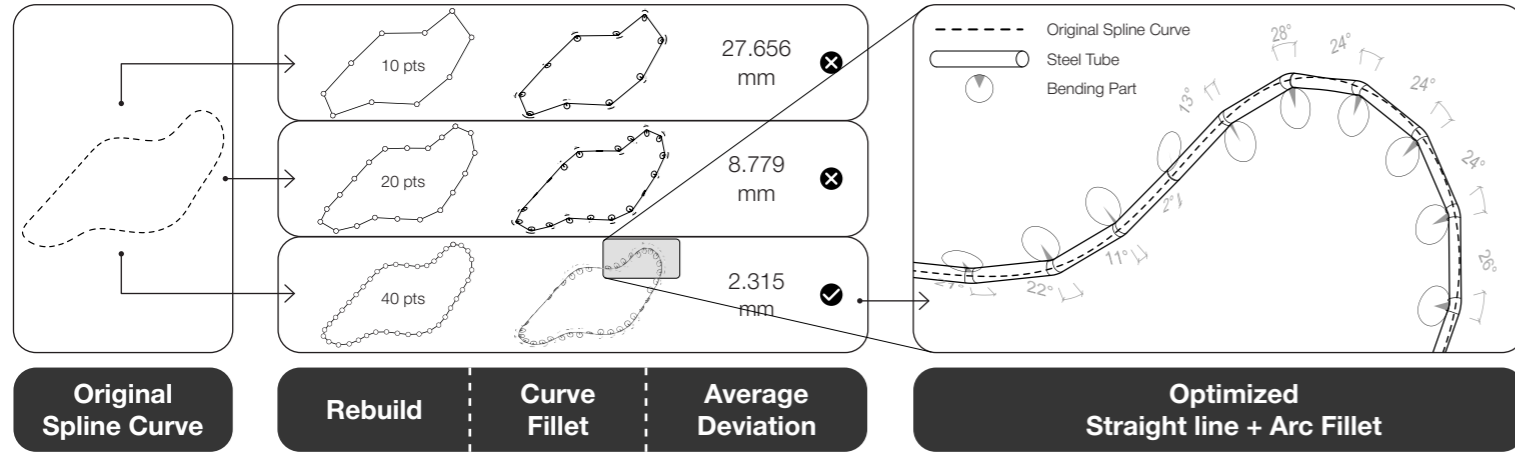 10 pts
27.656
mm
20 pts
8.779
mm
40 pts
2.315
mm
Original Spline Curve
Steel Tube
Bending Part
28°
24°
24°
13°
24°
2°
11°
22°
26°
Original
Spline Curve
Rebuild
Curve
Fillet
Average
Deviation
Optimized
Straight line + Arc Fillet